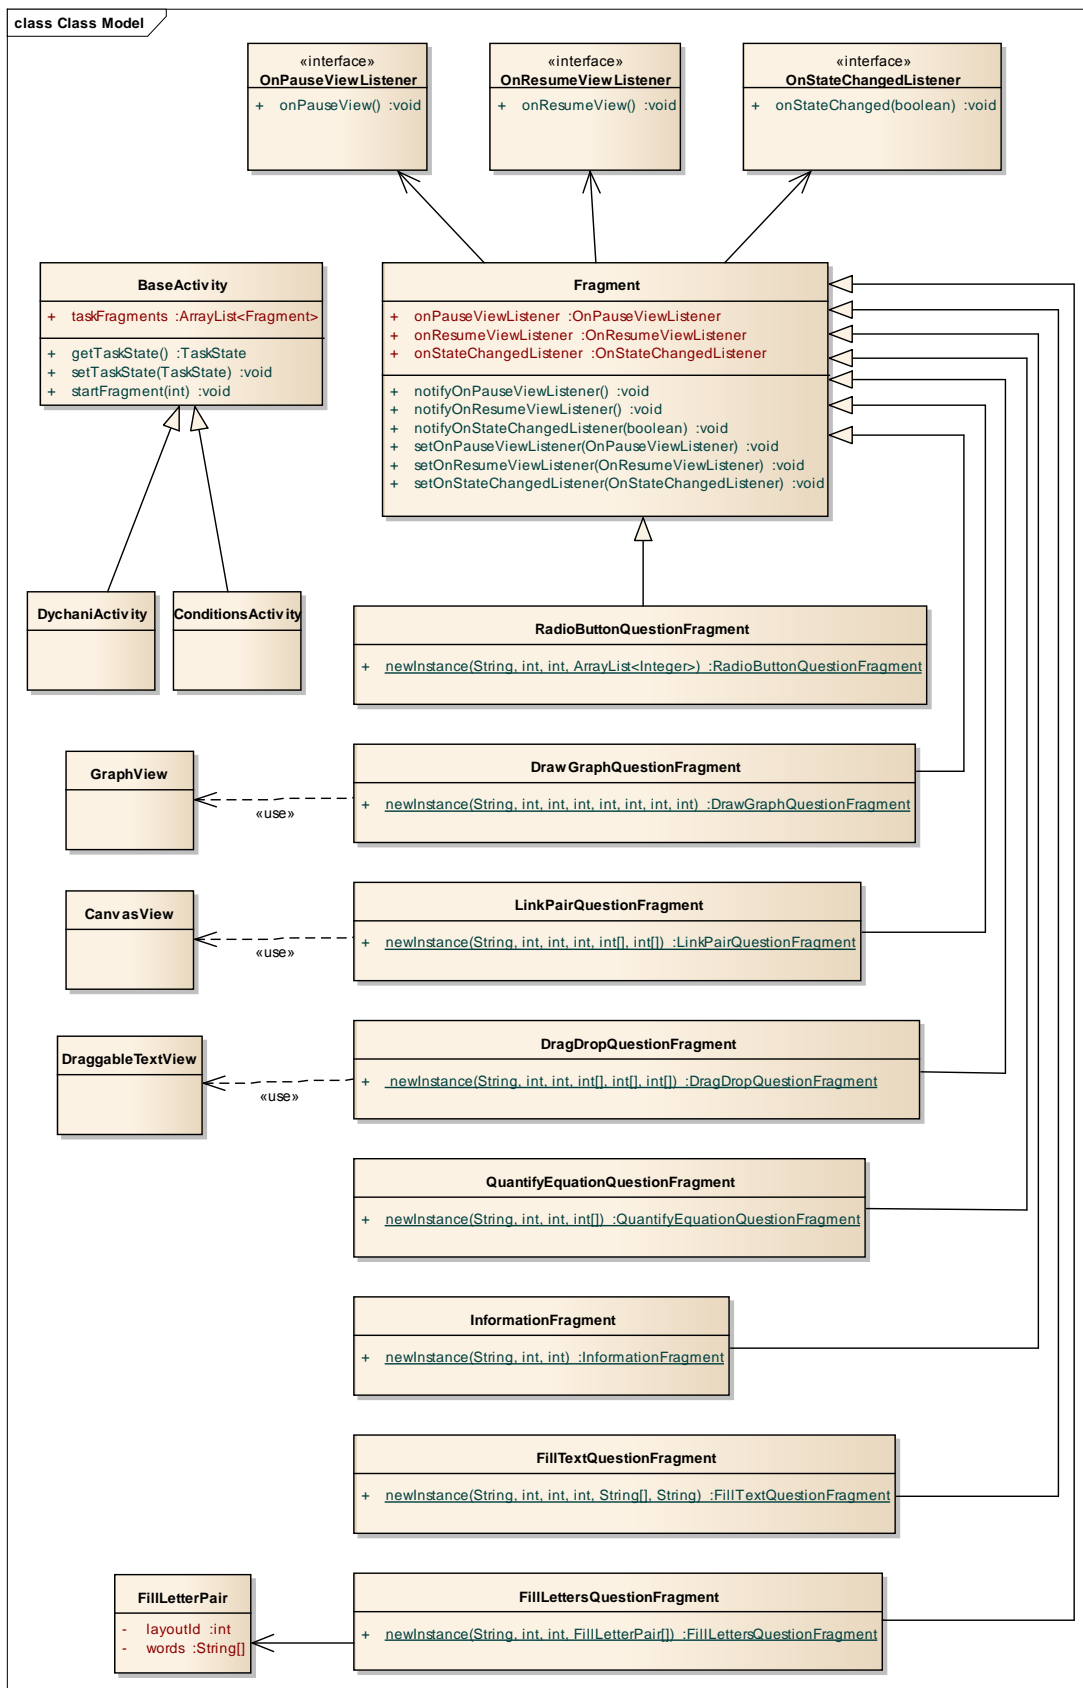 class Class Model
«interface»
OnPauseViewListener
+ onPauseView() :void
«interface»
OnResumeViewListener
+ onResumeView() :void
«interface»
OnStateChangedListener
+ onStateChanged(boolean) :void
BaseActivity
+ taskFragments :ArrayList<Fragment>
+ getTaskState() :TaskState
+ setTaskState(TaskState) :void
+ startFragment(int) :void
Fragment
+ onPauseViewListener :OnPauseViewListener
+ onResumeViewListener :OnResumeViewListener
+ onStateChangedListener :OnStateChangedListener
+ notifyOnPauseViewListener() :void
+ notifyOnResumeViewListener() :void
+ notifyOnStateChangedListener(boolean) :void
+ setOnPauseViewListener(OnPauseViewListener) :void
+ setOnResumeViewListener(OnResumeViewListener) :void
+ setOnStateChangedListener(OnStateChangedListener) :void
DychaniActivity
ConditionsActivity
RadioButtonQuestionFragment
+ newInstance(String, int, int, ArrayList<Integer>) :RadioButtonQuestionFragment
GraphView
«use»
DrawGraphQuestionFragment
+ newInstance(String, int, int, int, int, int, int, int) :DrawGraphQuestionFragment
CanvasView
«use»
LinkPairQuestionFragment
+ newInstance(String, int, int, int, int[], int[]) :LinkPairQuestionFragment
DraggableTextView
«use»
DragDropQuestionFragment
+ newInstance(String, int, int, int[], int[], int[]) :DragDropQuestionFragment
QuantifyEquationQuestionFragment
+ newInstance(String, int, int, int[]) :QuantifyEquationQuestionFragment
InformationFragment
+ newInstance(String, int, int) :InformationFragment
FillTextQuestionFragment
+ newInstance(String, int, int, int, String[], String) :FillTextQuestionFragment
FillLetterPair
- layoutId :int
- words :String[]
FillLettersQuestionFragment
+ newInstance(String, int, int, FillLetterPair[]) :FillLettersQuestionFragment